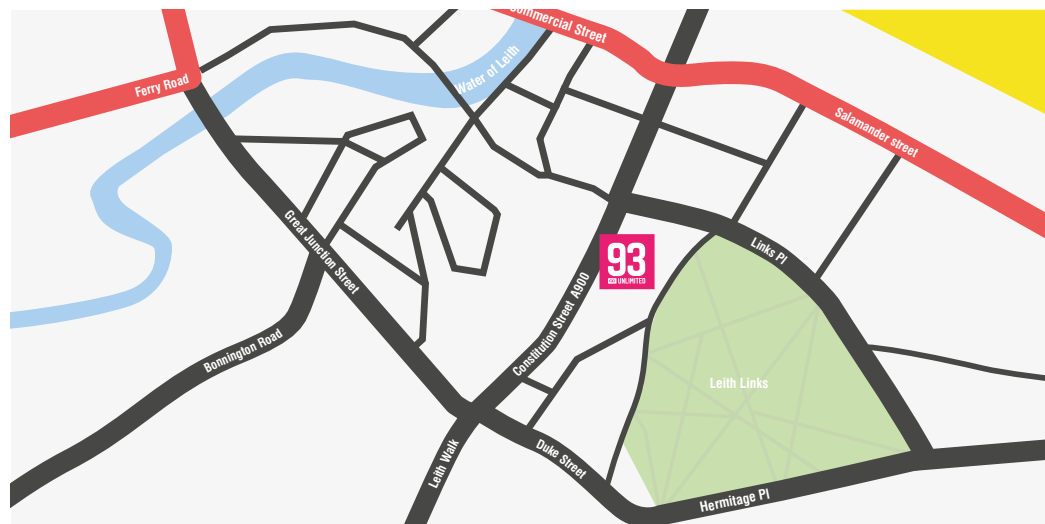 Commercial Street
Water of Leith
Ferry Road
Salamander street
Great Junction Street
Links Pl
93
UNLIMITED
Constitution Street A900
Bonnington Road
Leith Links
Leith Walk
Duke Street
Hermitage Pl